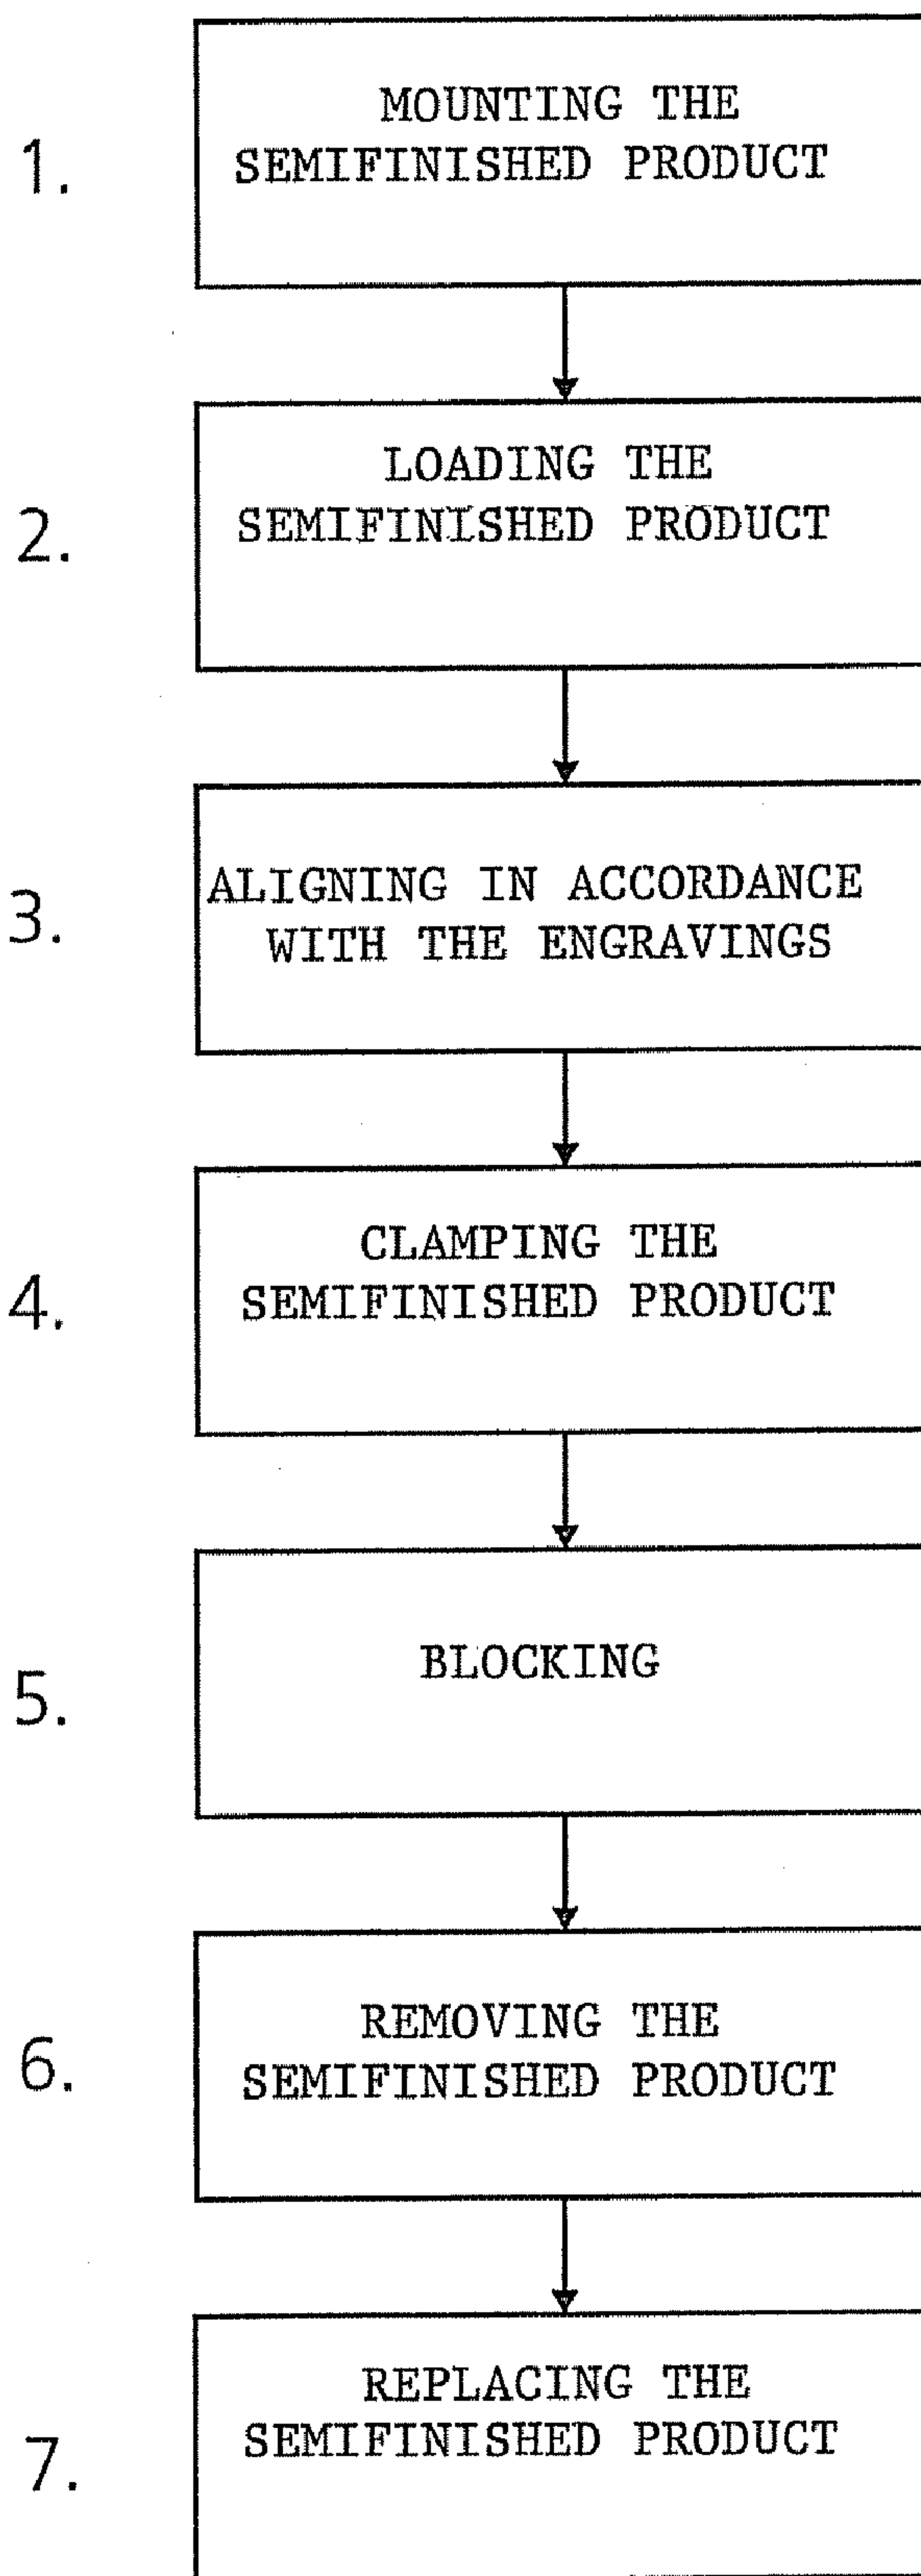 1.
MOUNTING THE
SEMIFINISHED PRODUCT
2.
LOADING THE
SEMIFINISHED PRODUCT
3.
ALIGNING IN ACCORDANCE
WITH THE ENGRAVINGS
4.
CLAMPING THE
SEMIFINISHED PRODUCT
5.
BLOCKING
6.
REMOVING THE
SEMIFINISHED PRODUCT
7.
REPLACING THE
SEMIFINISHED PRODUCT